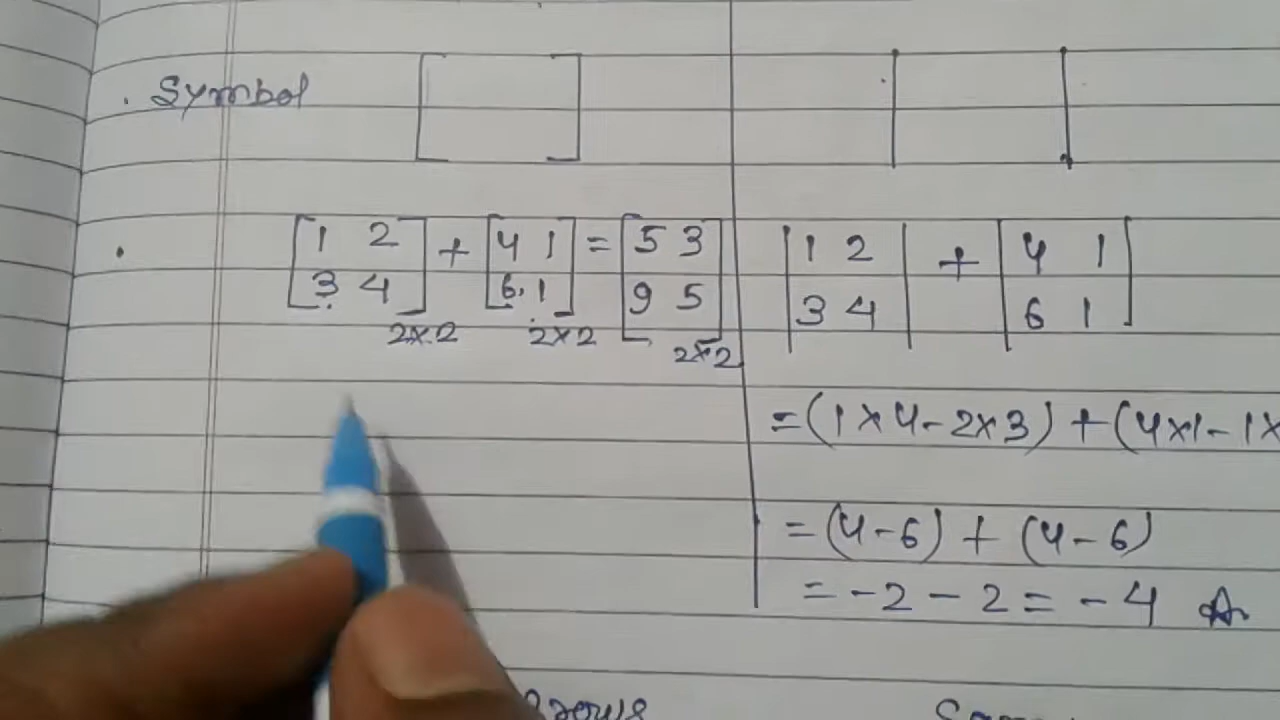 . Symbol [ ] | |
. [1 2 + [4 1 = [5 3 |1 2| + |4 1|
3 4] 6 1] 9 5] |3 4| |6 1|
2×2 2×2 2×2
=(1×4-2×3)+(4×1-1×
=(4-6)+(4-6)
=-2-2=-4 A